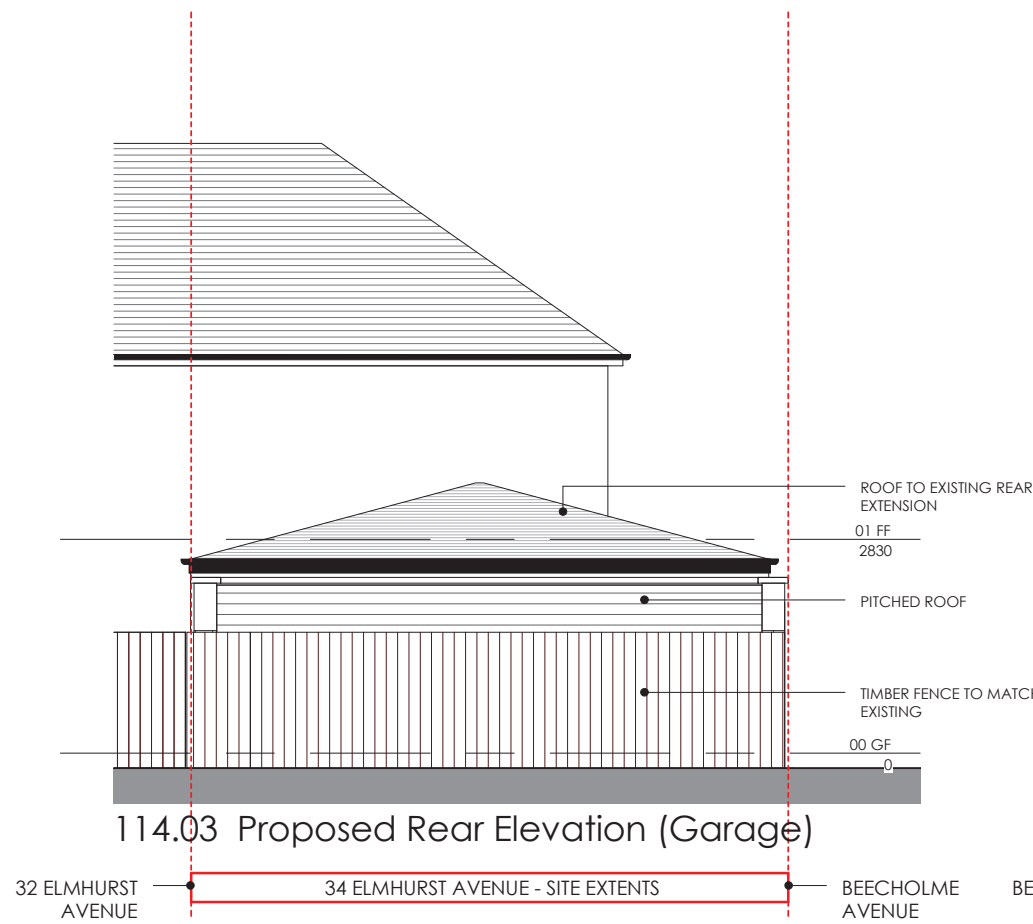 ROOF TO EXISTING REAR
EXTENSION
01 FF
2830
PITCHED ROOF
TIMBER FENCE TO MATCH
EXISTING
00 GF
0
114.03 Proposed Rear Elevation (Garage)
32 ELMHURST
AVENUE
34 ELMHURST AVENUE - SITE EXTENTS
BEECHOLME
AVENUE
BE